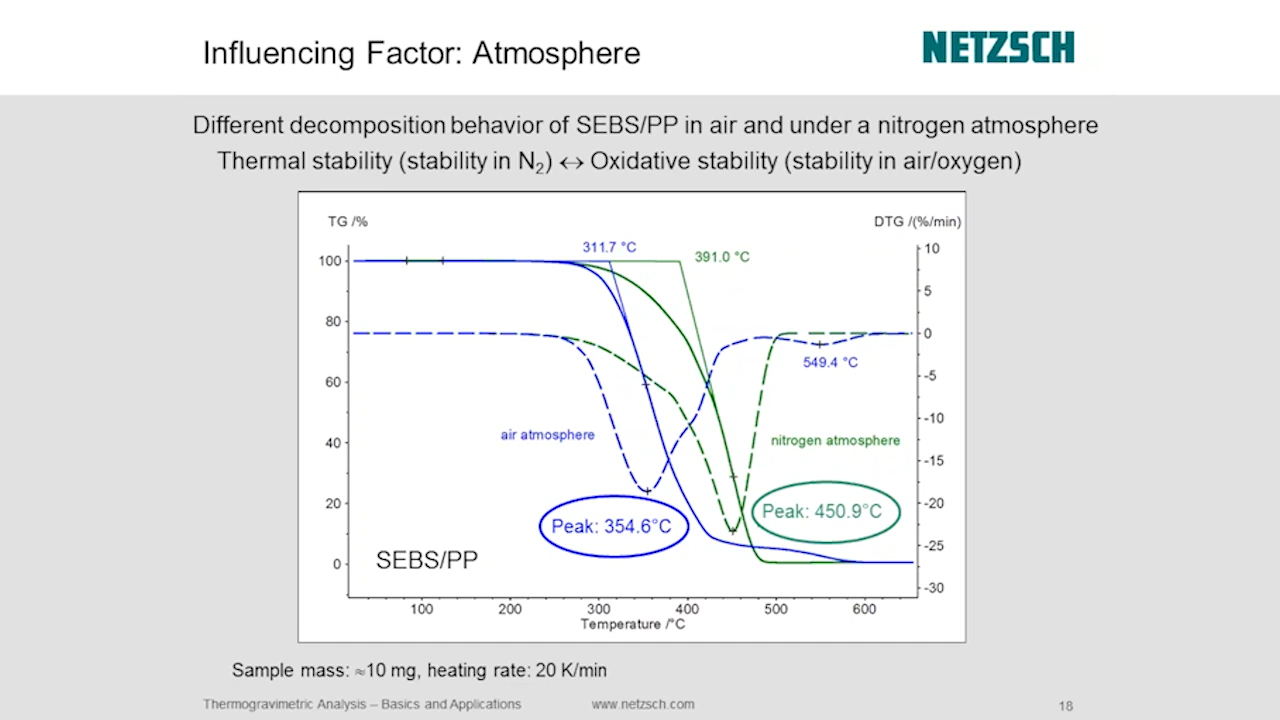 Influencing Factor: Atmosphere
NETZSCH
Different decomposition behavior of SEBS/PP in air and under a nitrogen atmosphere
Thermal stability (stability in N₂) ↔ Oxidative stability (stability in air/oxygen)
TG /%
DTG /(%/min)
311.7 °C
391.0 °C
100
80
60
40
20
0
10
5
0
-5
-10
-15
-20
-25
-30
549.4 °C
air atmosphere
nitrogen atmosphere
Peak: 354.6°C
Peak: 450.9°C
SEBS/PP
100 200 300 400 500 600
Temperature /°C
Sample mass: ≈10 mg, heating rate: 20 K/min
Thermogravimetric Analysis – Basics and Applications www.netzsch.com 18